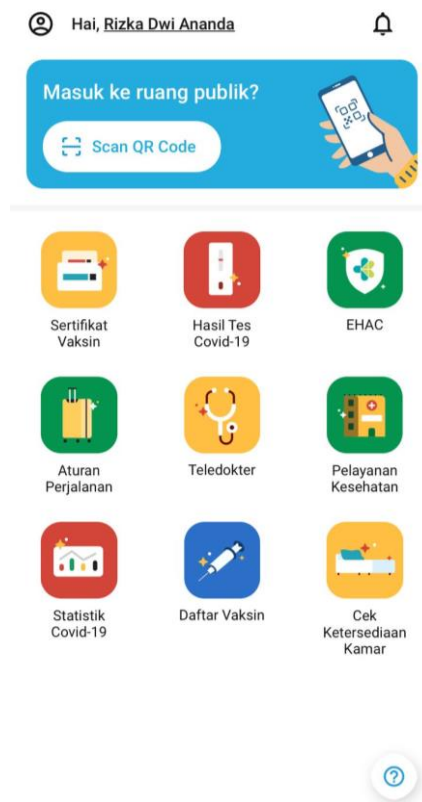 Hai, Rizka Dwi Ananda
Masuk ke ruang publik?
Scan QR Code
Sertifikat
Vaksin
Hasil Tes
Covid-19
EHAC
Aturan
Perjalanan
Teledokter
Pelayanan
Kesehatan
Statistik
Covid-19
Daftar Vaksin
Cek
Ketersediaan
Kamar